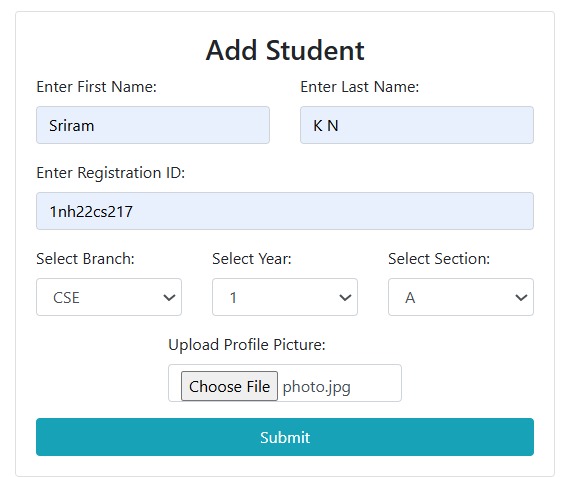 Add Student
Enter First Name: Enter Last Name:
Sriram K N
Enter Registration ID:
1nh22cs217
Select Branch: Select Year: Select Section:
CSE 1 A
Upload Profile Picture:
Choose File photo.jpg
Submit